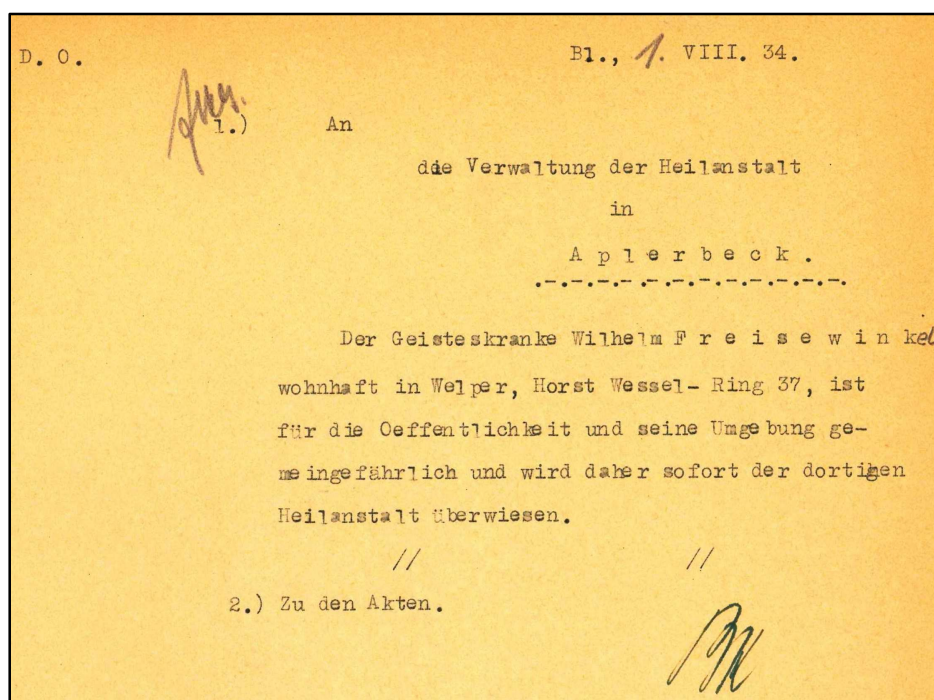 D. O.
Bl., 1. VIII. 34.
1.) An
die Verwaltung der Heilanstalt
in
A p l e r b e c k .
.-.-.-.-.-.-.-.-.-.-.-.
Der Geisteskranke Wilhelm F r e i s e w i n kel
wohnhaft in Welper, Horst Wessel- Ring 37, ist
für die Oeffentlichkeit und seine Umgebung ge-
meingefährlich und wird daher sofort der dortigen
Heilanstalt überwiesen.
// //
2.) Zu den Akten.